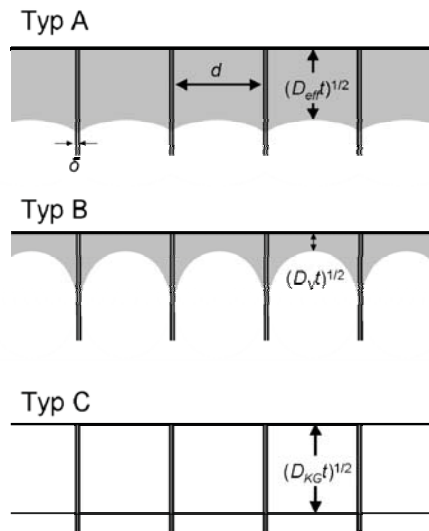 Typ A
d
(D_eff t)^1/2
δ
Typ B
(D_V t)^1/2
Typ C
(D_KG t)^1/2